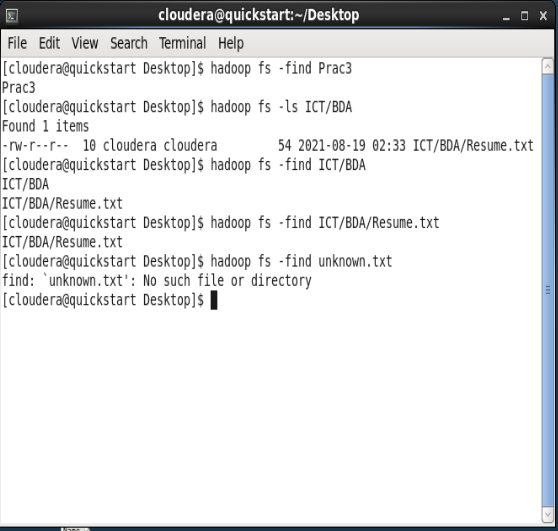 cloudera@quickstart:~/Desktop
File Edit View Search Terminal Help
[cloudera@quickstart Desktop]$ hadoop fs -find Prac3
Prac3
[cloudera@quickstart Desktop]$ hadoop fs -ls ICT/BDA
Found 1 items
-rw-r--r--  10 cloudera cloudera         54 2021-08-19 02:33 ICT/BDA/Resume.txt
[cloudera@quickstart Desktop]$ hadoop fs -find ICT/BDA
ICT/BDA
ICT/BDA/Resume.txt
[cloudera@quickstart Desktop]$ hadoop fs -find ICT/BDA/Resume.txt
ICT/BDA/Resume.txt
[cloudera@quickstart Desktop]$ hadoop fs -find unknown.txt
find: `unknown.txt': No such file or directory
[cloudera@quickstart Desktop]$